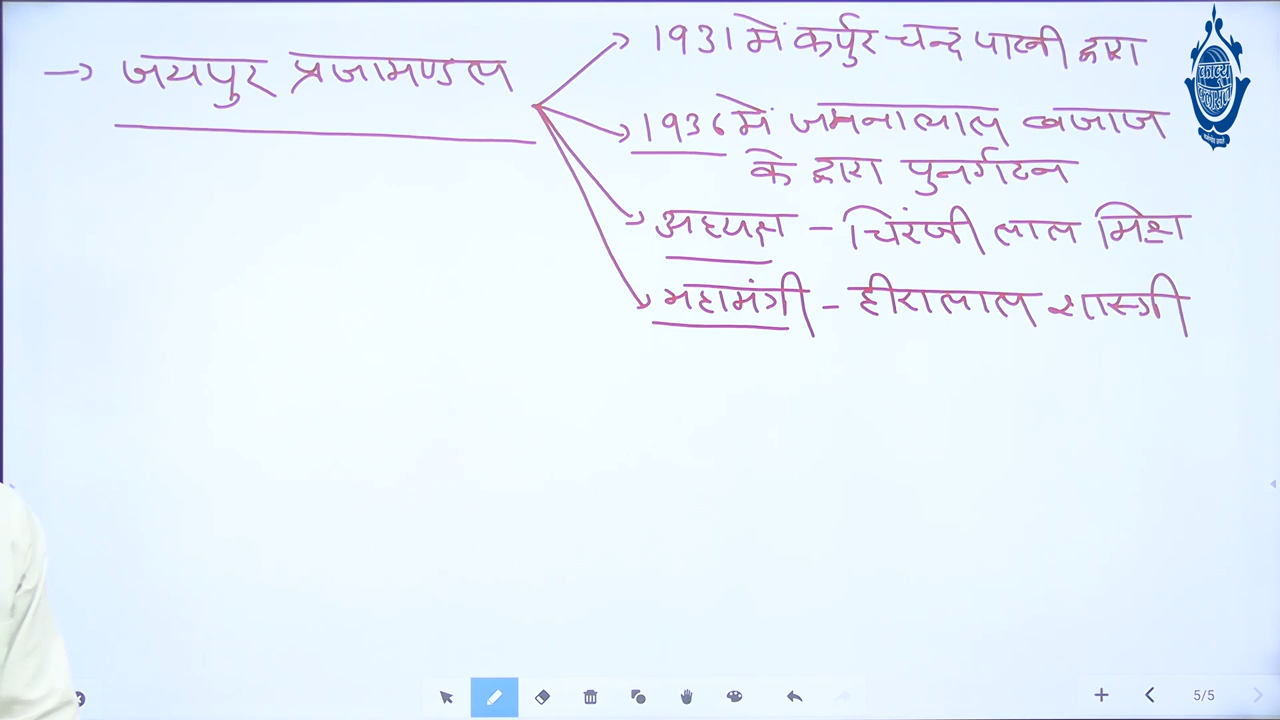 → जयपुर प्रजामण्डल
→ 1931 में कर्पुर चन्द पाटनी द्वारा
→ 1936 में जमनालाल बजाज
के द्वारा पुनर्गठन
→ अध्यक्ष – चिरंजी लाल मिश्र
→ महामंत्री – हीरालाल शास्त्री
काव्य
5/5